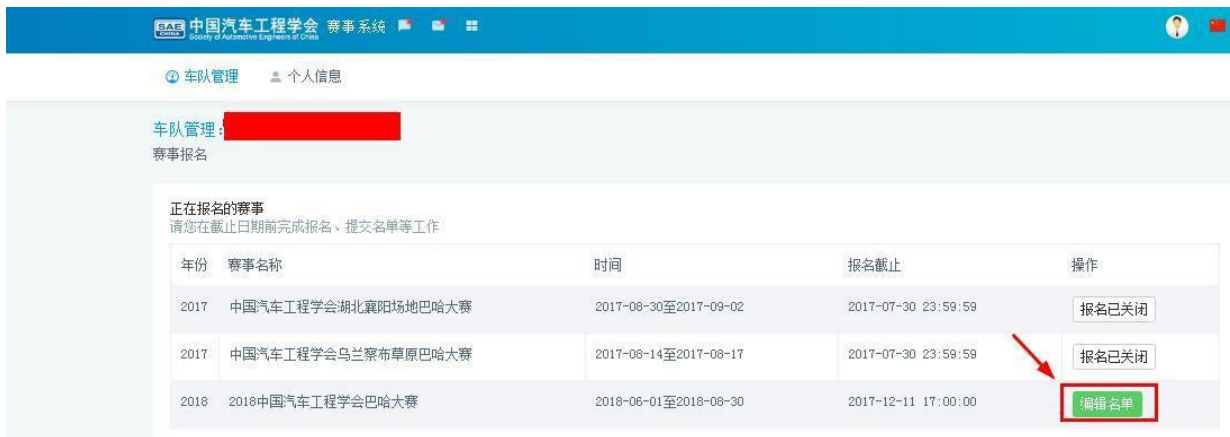 SAE CHINA 中国汽车工程学会 赛事系统
Society of Automotive Engineers of China
车队管理 个人信息
车队管理:
赛事报名
正在报名的赛事
请您在截止日期前完成报名、提交名单等工作
年份 赛事名称 时间 报名截止 操作
2017 中国汽车工程学会湖北襄阳场地巴哈大赛 2017-08-30至2017-09-02 2017-07-30 23:59:59 报名已关闭
2017 中国汽车工程学会乌兰察布草原巴哈大赛 2017-08-14至2017-08-17 2017-07-30 23:59:59 报名已关闭
2018 2018中国汽车工程学会巴哈大赛 2018-06-01至2018-08-30 2017-12-11 17:00:00 编辑名单